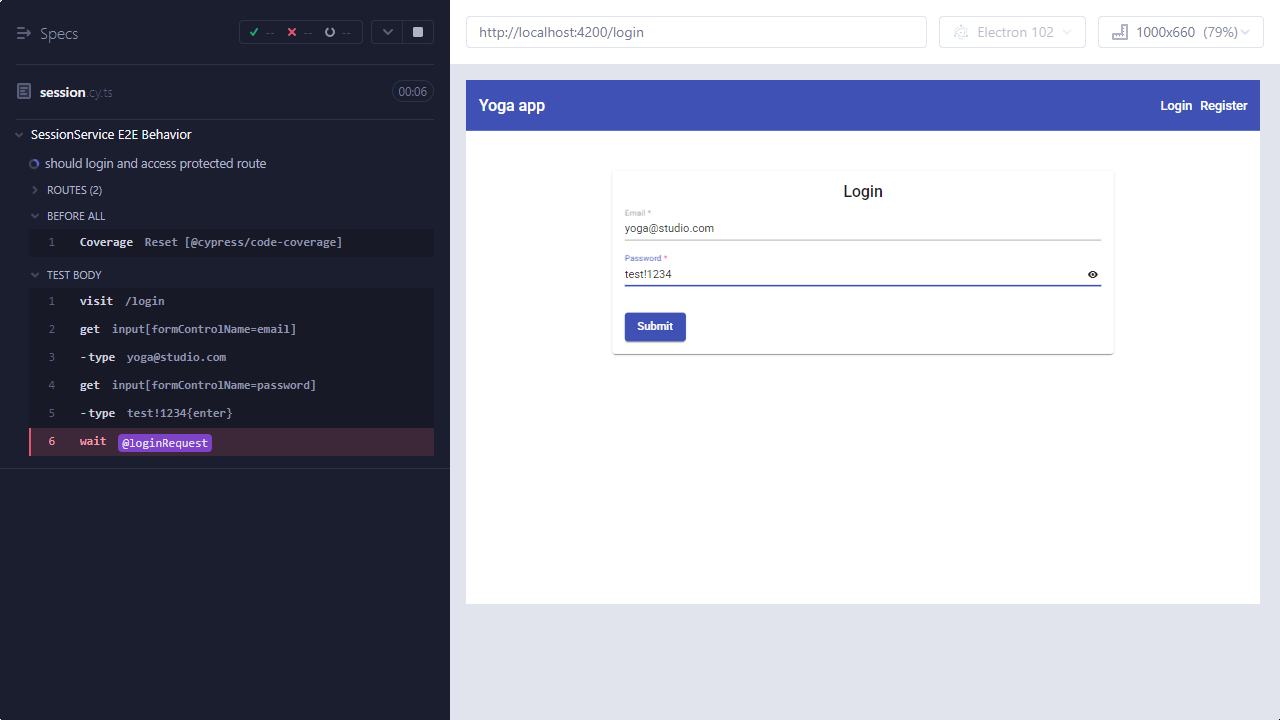 Specs
-- -- --
session.cy.ts
00:06
SessionService E2E Behavior
should login and access protected route
ROUTES (2)
BEFORE ALL
1 Coverage Reset [@cypress/code-coverage]
TEST BODY
1 visit /login
2 get input[formControlName=email]
3 -type yoga@studio.com
4 get input[formControlName=password]
5 -type test!1234{enter}
6 wait @loginRequest
http://localhost:4200/login
Electron 102
1000x660 (79%)
Yoga app
Login Register
Login
Email *
yoga@studio.com
Password *
test!1234
Submit